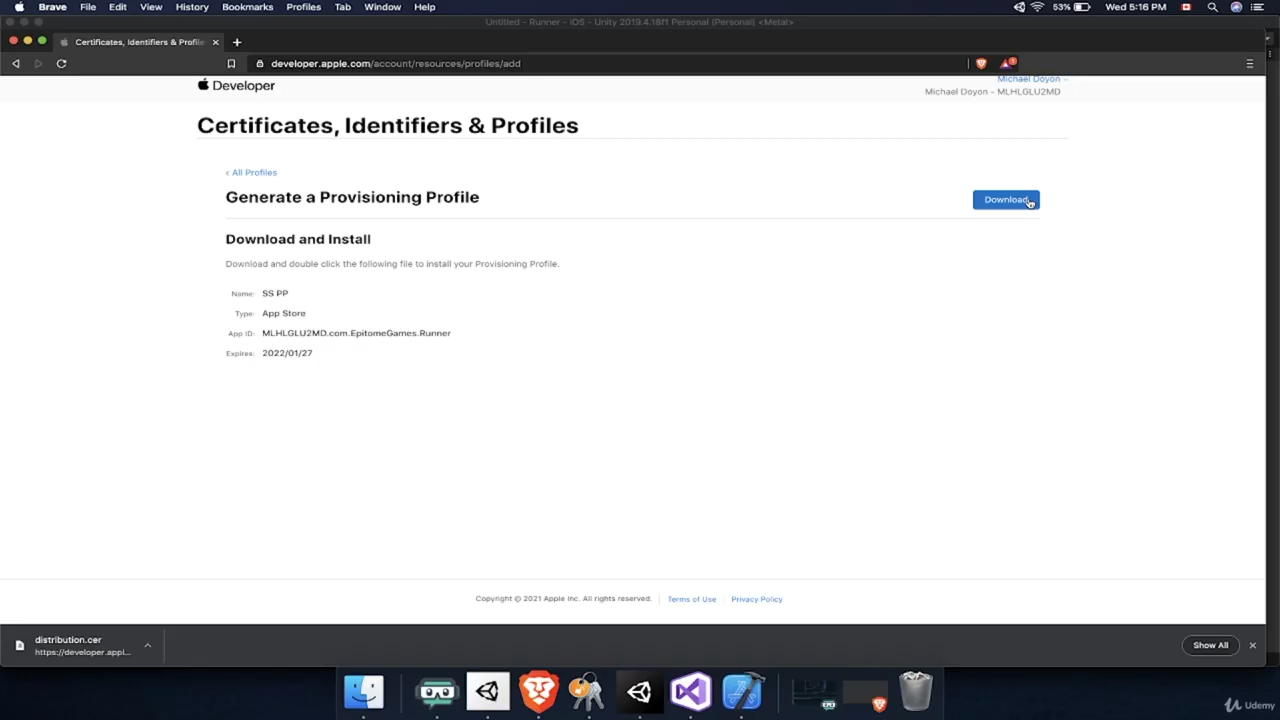 Brave File Edit View History Bookmarks Profiles Tab Window Help 53% Wed 5:16 PM
Untitled - Runner - iOS - Unity 2019.4.18f1 Personal (Personal) <Metal>
Certificates, Identifiers & Profile
developer.apple.com/account/resources/profiles/add
Developer
Michael Doyon
Michael Doyon - MLHLGLU2MD
Certificates, Identifiers & Profiles
‹ All Profiles
Generate a Provisioning Profile
Download
Download and Install
Download and double click the following file to install your Provisioning Profile.
Name: SS PP
Type: App Store
App ID: MLHLGLU2MD.com.EpitomeGames.Runner
Expires: 2022/01/27
Copyright © 2021 Apple Inc. All rights reserved. Terms of Use Privacy Policy
distribution.cer
https://developer.appl...
Show All
Udemy